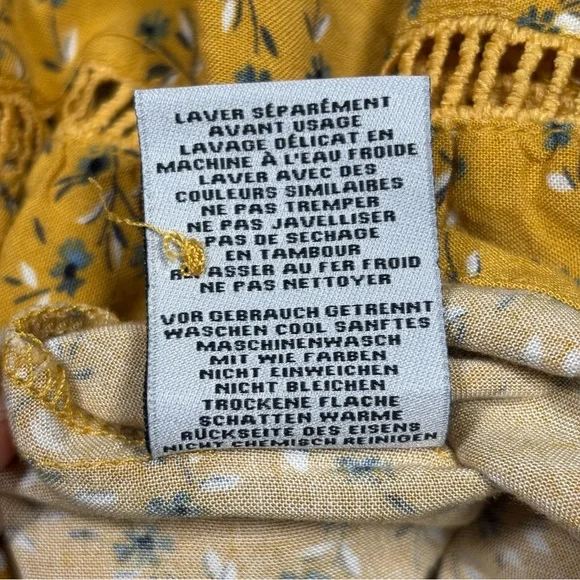 LAVER SÉPARÉMENT
AVANT USAGE
LAVAGE DÉLICAT EN
MACHINE À L'EAU FROIDE
LAVER AVEC DES
COULEURS SIMILAIRES
NE PAS TREMPER
NE PAS JAVELLISER
PAS DE SECHAGE
EN TAMBOUR
REPASSER AU FER FROID
NE PAS NETTOYER
VOR GEBRAUCH GETRENNT
WASCHEN COOL SANFTES
MASCHINENWASCH
MIT WIE FARBEN
NICHT EINWEICHEN
NICHT BLEICHEN
TROCKENE FLACHE
SCHATTEN WARME
RÜCKSEITE DES EISENS
NICHT CHEMISCH REINIGEN